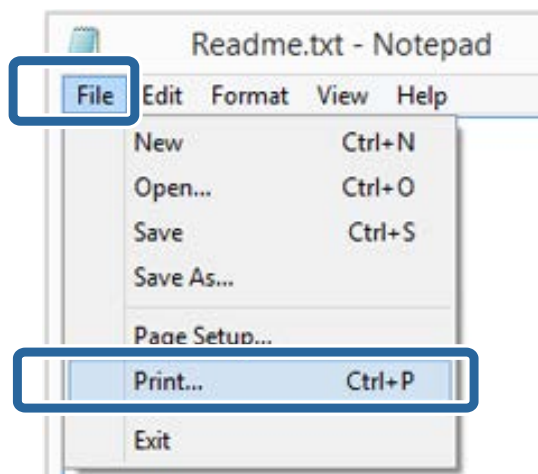 Readme.txt - Notepad
File Edit Format View Help
New Ctrl+N
Open... Ctrl+O
Save Ctrl+S
Save As...
Page Setup...
Print... Ctrl+P
Exit